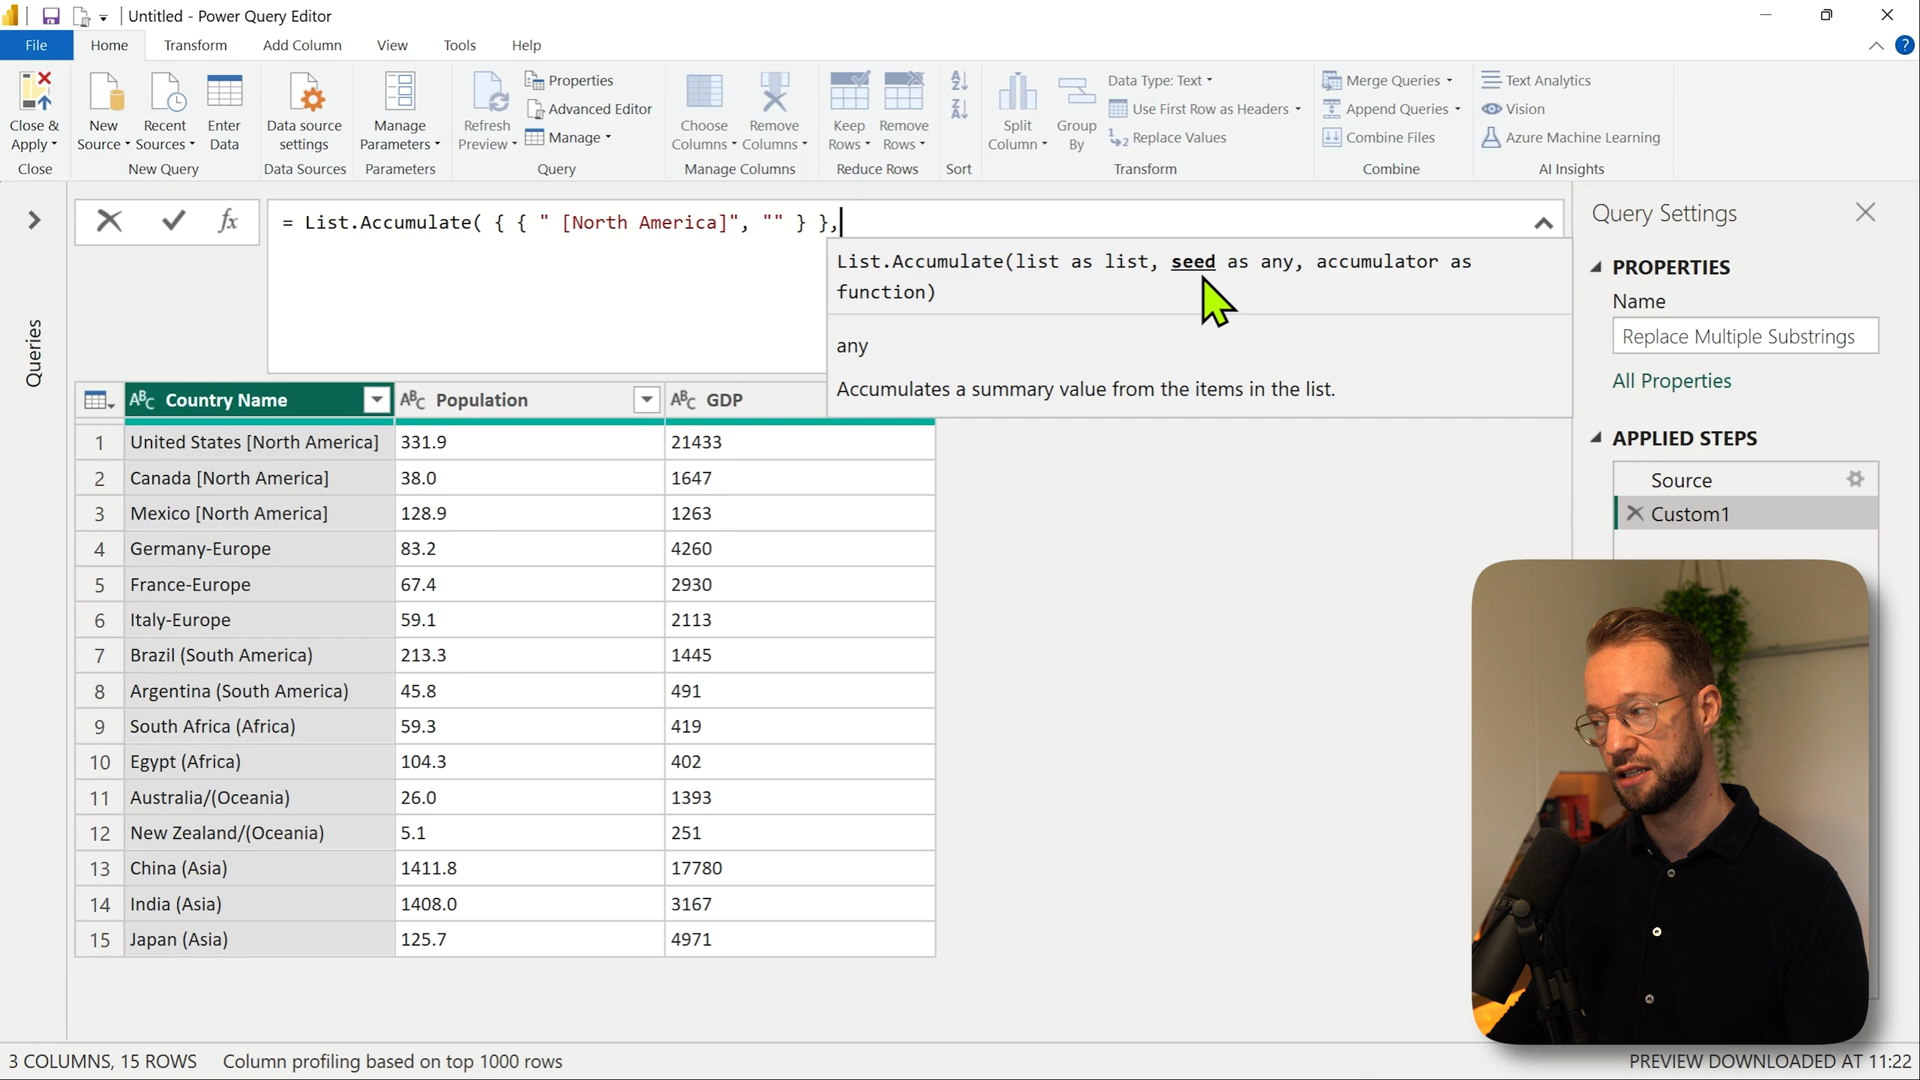 Untitled - Power Query Editor
File Home Transform Add Column View Tools Help
Close & Apply
New Source
Recent Sources
Enter Data
Data source settings
Manage Parameters
Refresh Preview
Properties
Advanced Editor
Manage
Choose Columns
Remove Columns
Keep Rows
Remove Rows
Split Column
Group By
Data Type: Text
Use First Row as Headers
Replace Values
Merge Queries
Append Queries
Combine Files
Text Analytics
Vision
Azure Machine Learning
Close New Query Data Sources Parameters Query Manage Columns Reduce Rows Sort Transform Combine AI Insights
= List.Accumulate( { { " [North America]", "" } },
List.Accumulate(list as list, seed as any, accumulator as
function)
any
Accumulates a summary value from the items in the list.
Queries
Country Name Population GDP
1 United States [North America] 331.9 21433
2 Canada [North America] 38.0 1647
3 Mexico [North America] 128.9 1263
4 Germany-Europe 83.2 4260
5 France-Europe 67.4 2930
6 Italy-Europe 59.1 2113
7 Brazil (South America) 213.3 1445
8 Argentina (South America) 45.8 491
9 South Africa (Africa) 59.3 419
10 Egypt (Africa) 104.3 402
11 Australia/(Oceania) 26.0 1393
12 New Zealand/(Oceania) 5.1 251
13 China (Asia) 1411.8 17780
14 India (Asia) 1408.0 3167
15 Japan (Asia) 125.7 4971
Query Settings
PROPERTIES
Name
Replace Multiple Substrings
All Properties
APPLIED STEPS
Source
Custom1
3 COLUMNS, 15 ROWS Column profiling based on top 1000 rows
PREVIEW DOWNLOADED AT 11:22